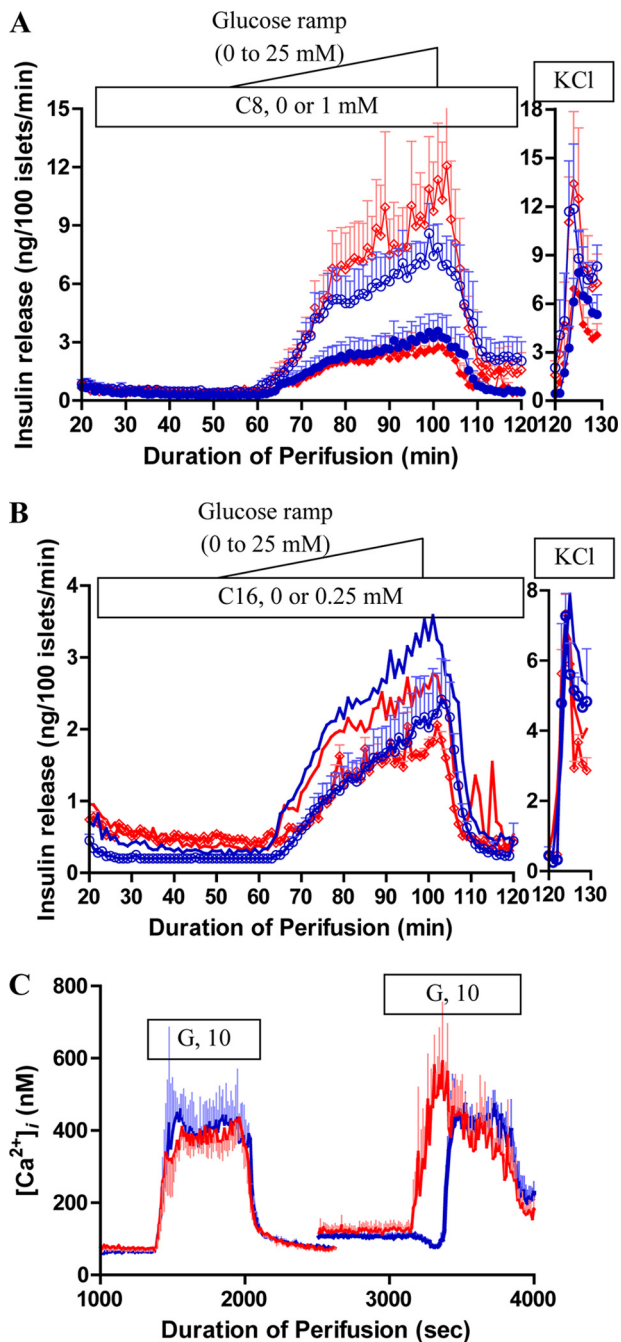 A
Glucose ramp
(0 to 25 mM)
KCl
C8, 0 or 1 mM
Insulin release (ng/100 islets/min)
15
12
9
6
3
0
20 30 40 50 60 70 80 90 100 110 120
18
15
12
9
6
3
0
120 130
Duration of Perifusion (min)
B
Glucose ramp
(0 to 25 mM)
KCl
C16, 0 or 0.25 mM
Insulin release (ng/100 islets/min)
4
3
2
1
0
20 30 40 50 60 70 80 90 100 110 120
8
6
4
2
0
120 130
Duration of Perifusion (min)
C
G, 10
G, 10
[Ca2+]i (nM)
800
600
400
200
0
1000 2000 3000 4000
Duration of Perifusion (sec)